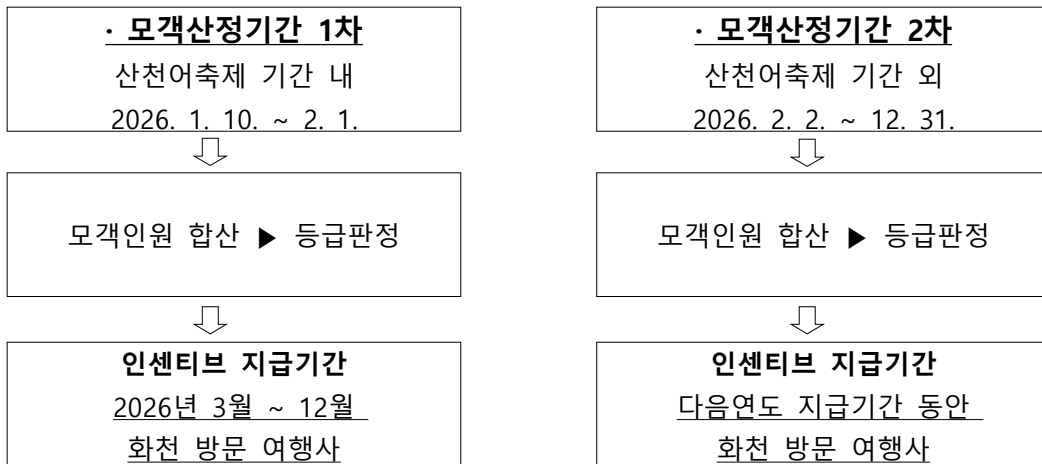 · 모객산정기간 1차
산천어축제 기간 내
2026. 1. 10. ~ 2. 1.
모객인원 합산 ▶ 등급판정
인센티브 지급기간
2026년 3월 ~ 12월
화천 방문 여행사
· 모객산정기간 2차
산천어축제 기간 외
2026. 2. 2. ~ 12. 31.
모객인원 합산 ▶ 등급판정
인센티브 지급기간
다음연도 지급기간 동안
화천 방문 여행사